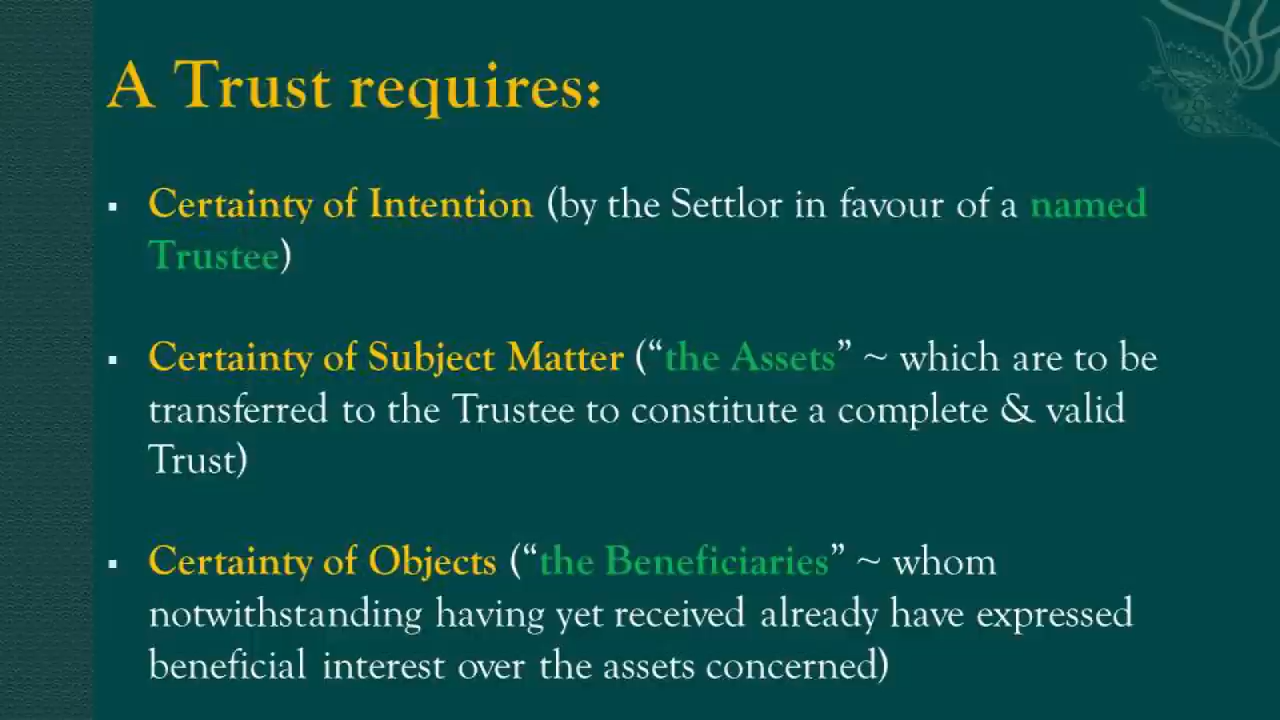 A Trust requires:
▪ Certainty of Intention (by the Settlor in favour of a named
Trustee)
▪ Certainty of Subject Matter (“the Assets” ~ which are to be
transferred to the Trustee to constitute a complete & valid
Trust)
▪ Certainty of Objects (“the Beneficiaries” ~ whom
notwithstanding having yet received already have expressed
beneficial interest over the assets concerned)